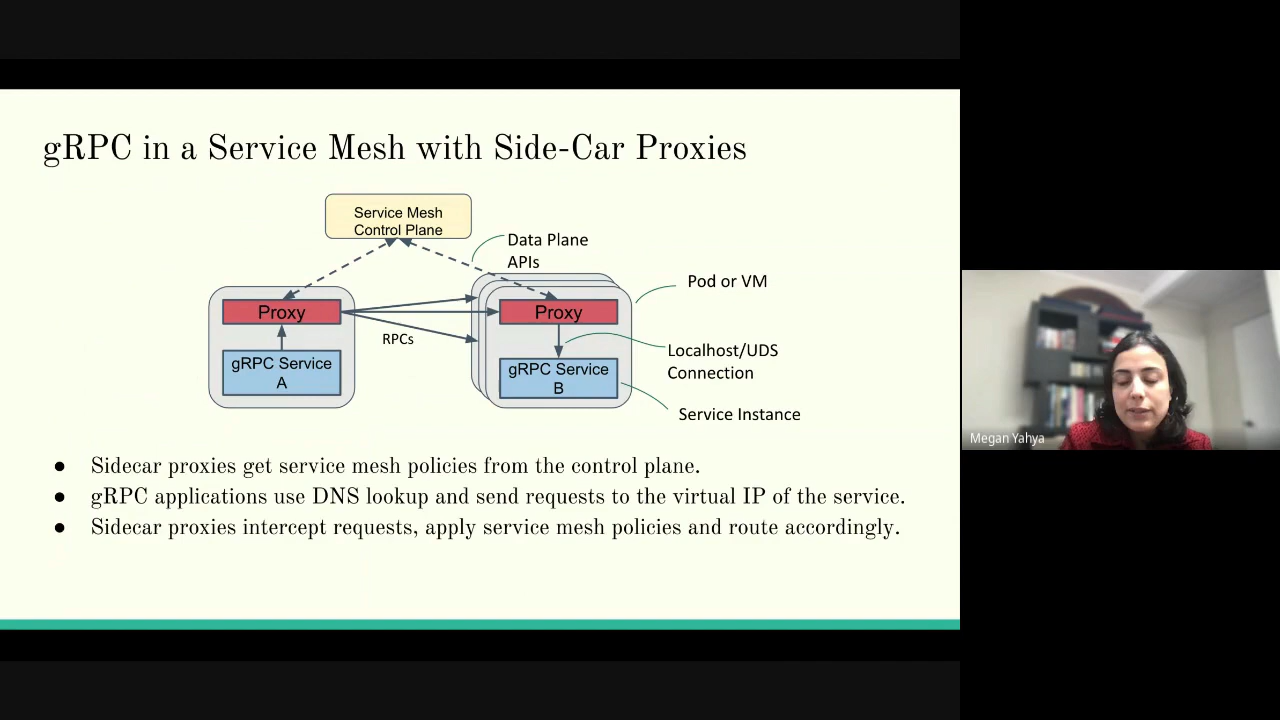 gRPC in a Service Mesh with Side-Car Proxies
Service Mesh
Control Plane
Data Plane
APIs
Pod or VM
Proxy
Proxy
RPCs
gRPC Service
A
gRPC Service
B
Localhost/UDS
Connection
Service Instance
● Sidecar proxies get service mesh policies from the control plane.
● gRPC applications use DNS lookup and send requests to the virtual IP of the service.
● Sidecar proxies intercept requests, apply service mesh policies and route accordingly.
Megan Yahya